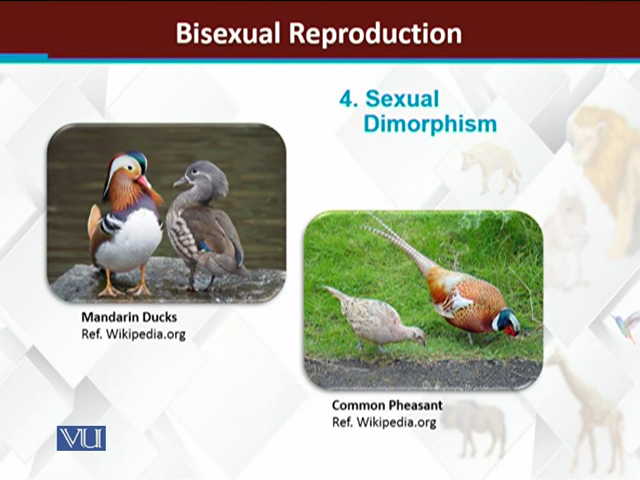 Bisexual Reproduction
4. Sexual
Dimorphism
Mandarin Ducks
Ref. Wikipedia.org
Common Pheasant
Ref. Wikipedia.org
VU